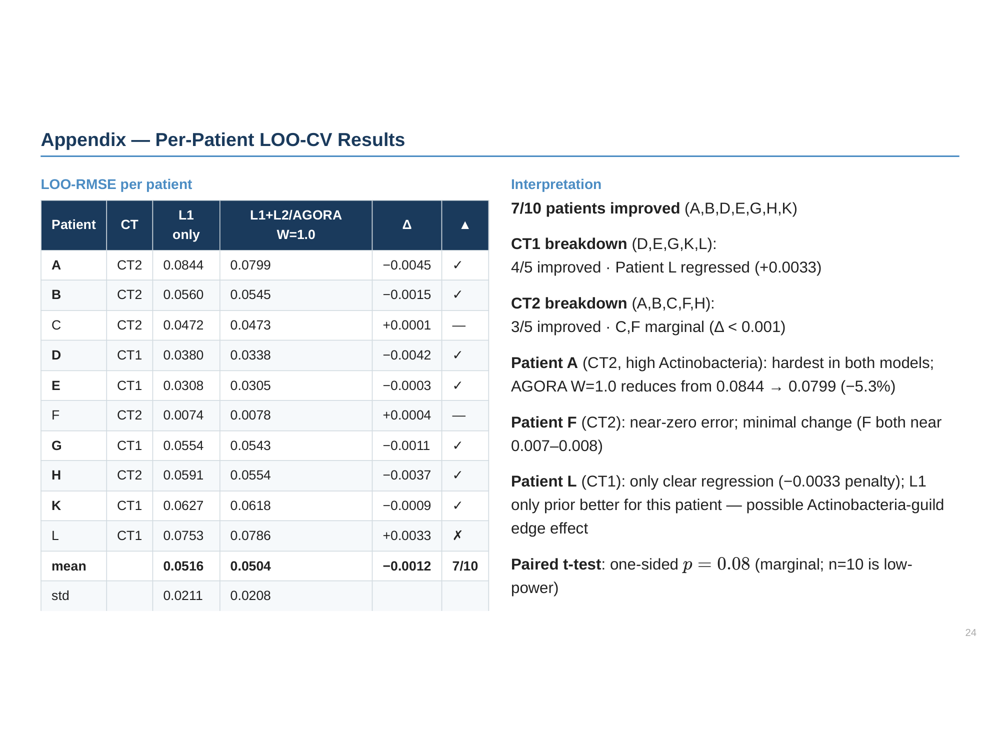 Appendix — Per-Patient LOO-CV Results
LOO-RMSE per patient
Patient CT L1 only L1+L2/AGORA W=1.0 Δ ▲
A CT2 0.0844 0.0799 −0.0045 ✓
B CT2 0.0560 0.0545 −0.0015 ✓
C CT2 0.0472 0.0473 +0.0001 —
D CT1 0.0380 0.0338 −0.0042 ✓
E CT1 0.0308 0.0305 −0.0003 ✓
F CT2 0.0074 0.0078 +0.0004 —
G CT1 0.0554 0.0543 −0.0011 ✓
H CT2 0.0591 0.0554 −0.0037 ✓
K CT1 0.0627 0.0618 −0.0009 ✓
L CT1 0.0753 0.0786 +0.0033 ✗
mean 0.0516 0.0504 −0.0012 7/10
std 0.0211 0.0208
Interpretation
7/10 patients improved (A,B,D,E,G,H,K)
CT1 breakdown (D,E,G,K,L):
4/5 improved · Patient L regressed (+0.0033)
CT2 breakdown (A,B,C,F,H):
3/5 improved · C,F marginal (Δ < 0.001)
Patient A (CT2, high Actinobacteria): hardest in both models;
AGORA W=1.0 reduces from 0.0844 → 0.0799 (−5.3%)
Patient F (CT2): near-zero error; minimal change (F both near
0.007–0.008)
Patient L (CT1): only clear regression (−0.0033 penalty); L1
only prior better for this patient — possible Actinobacteria-guild
edge effect
Paired t-test: one-sided p = 0.08 (marginal; n=10 is low-
power)
24